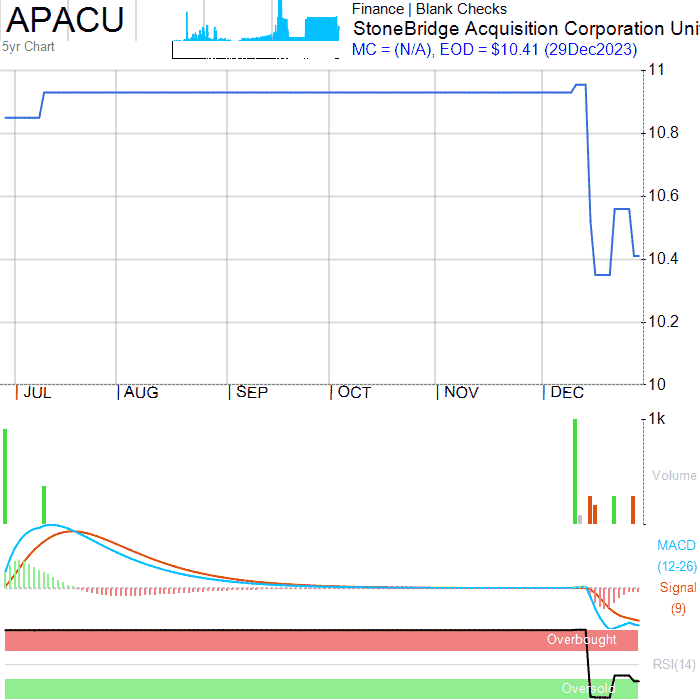 APACU
5yr Chart
Finance | Blank Checks
StoneBridge Acquisition Corporation Uni
MC = (N/A), EOD = $10.41 (29Dec2023)
11
10.8
10.6
10.4
10.2
10
JUL AUG SEP OCT NOV DEC
1k
Volume
MACD
(12-26)
Signal
(9)
Overbought
RSI(14)
Oversold